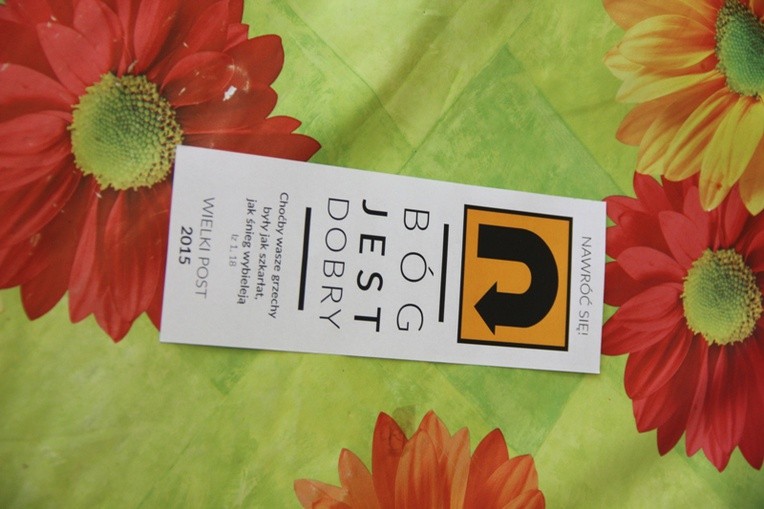 NAWRÓĆ SIĘ!
BÓG
JEST
DOBRY
Choćby wasze grzechy
były jak szkarłat,
jak śnieg wybieleją
Iz 1, 18
WIELKI POST
2015